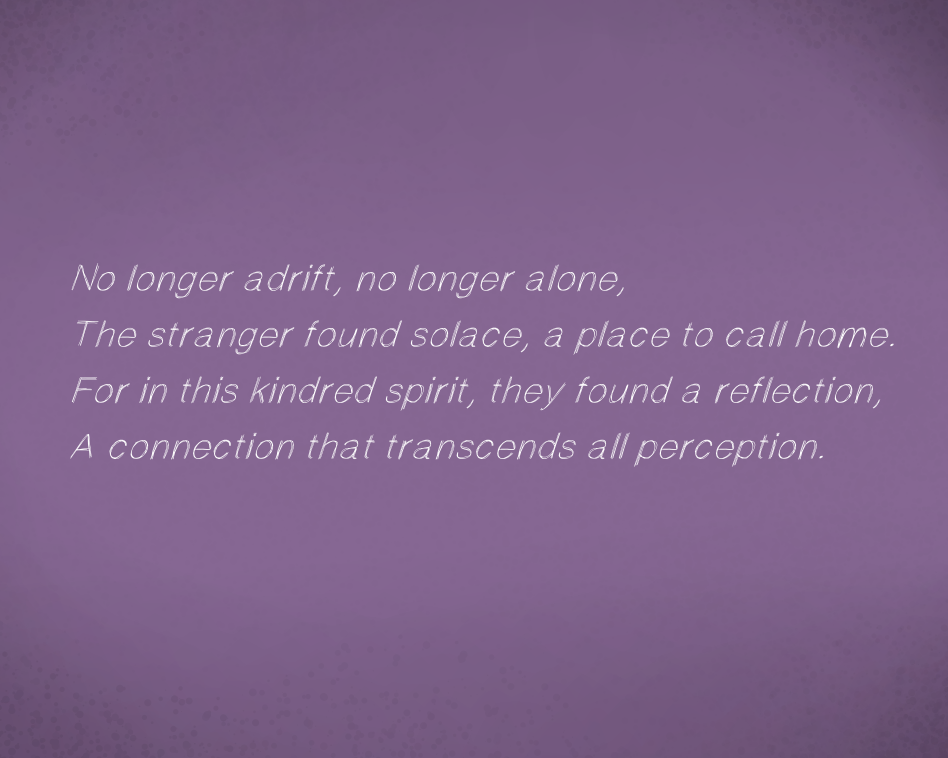 No longer adrift, no longer alone,
The stranger found solace, a place to call home.
For in this kindred spirit, they found a reflection,
A connection that transcends all perception.